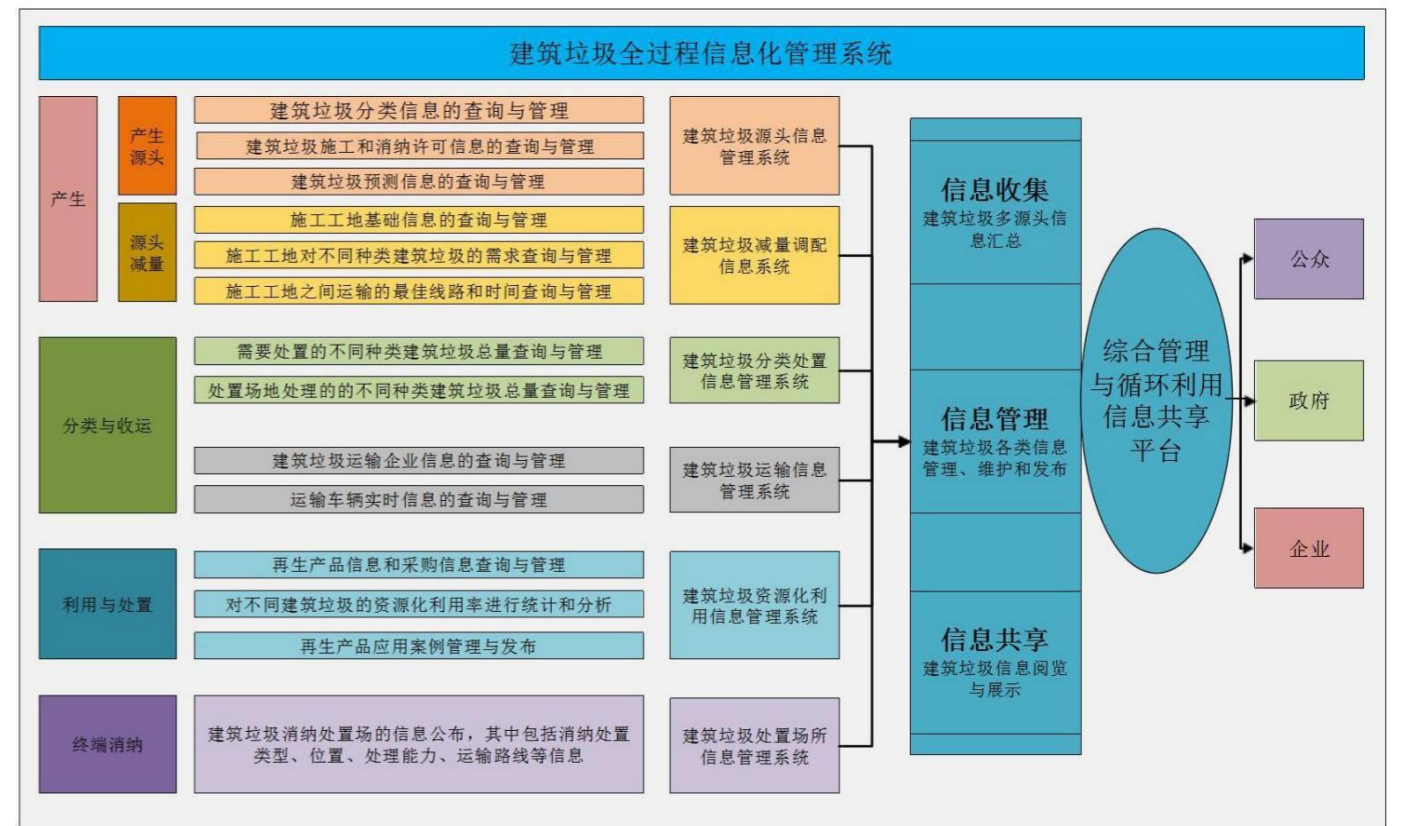 建筑垃圾全过程信息化管理系统
产生
产生
源头
建筑垃圾分类信息的查询与管理
建筑垃圾施工和消纳许可信息的查询与管理
建筑垃圾预测信息的查询与管理
建筑垃圾源头信息
管理系统
源头
减量
施工工地基础信息的查询与管理
施工工地对不同种类建筑垃圾的需求查询与管理
施工工地之间运输的最佳线路和时间查询与管理
建筑垃圾减量调配
信息系统
分类与收运
需要处置的不同种类建筑垃圾总量查询与管理
处置场地处理的的不同种类建筑垃圾总量查询与管理
建筑垃圾分类处置
信息管理系统
建筑垃圾运输企业信息的查询与管理
运输车辆实时信息的查询与管理
建筑垃圾运输信息
管理系统
利用与处置
再生产品信息和采购信息查询与管理
对不同建筑垃圾的资源化利用率进行统计和分析
再生产品应用案例管理与发布
建筑垃圾资源化利
用信息管理系统
终端消纳
建筑垃圾消纳处置场的信息公布，其中包括消纳处置
类型、位置、处理能力、运输路线等信息
建筑垃圾处置场所
信息管理系统
信息收集
建筑垃圾多源头信
息汇总
信息管理
建筑垃圾各类信息
管理、维护和发布
信息共享
建筑垃圾信息阅览
与展示
综合管理
与循环利用
信息共享
平台
公众
政府
企业